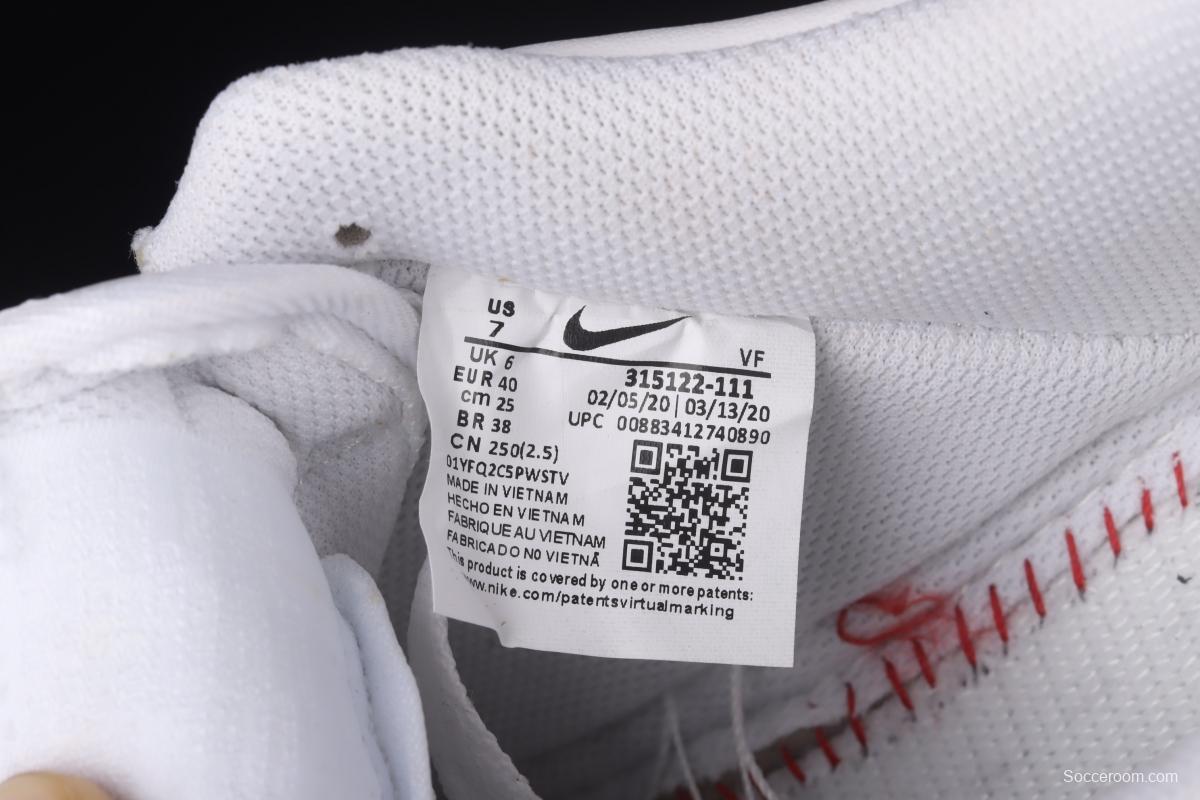 US
7
VF
UK 6
EUR 40
cm 25
BR 38
CN 250(2.5)
315122-111
02/05/20 | 03/13/20
UPC 00883412740890
01YFQ2C5PWSTV
MADE IN VIETNAM
HECHO EN VIETNAM
FABRIQUE AU VIETNAM
FABRICADO NO VIETNÃ
This product is covered by one or more patents:
www.nike.com/patentsvirtualmarking
Socceroom.com